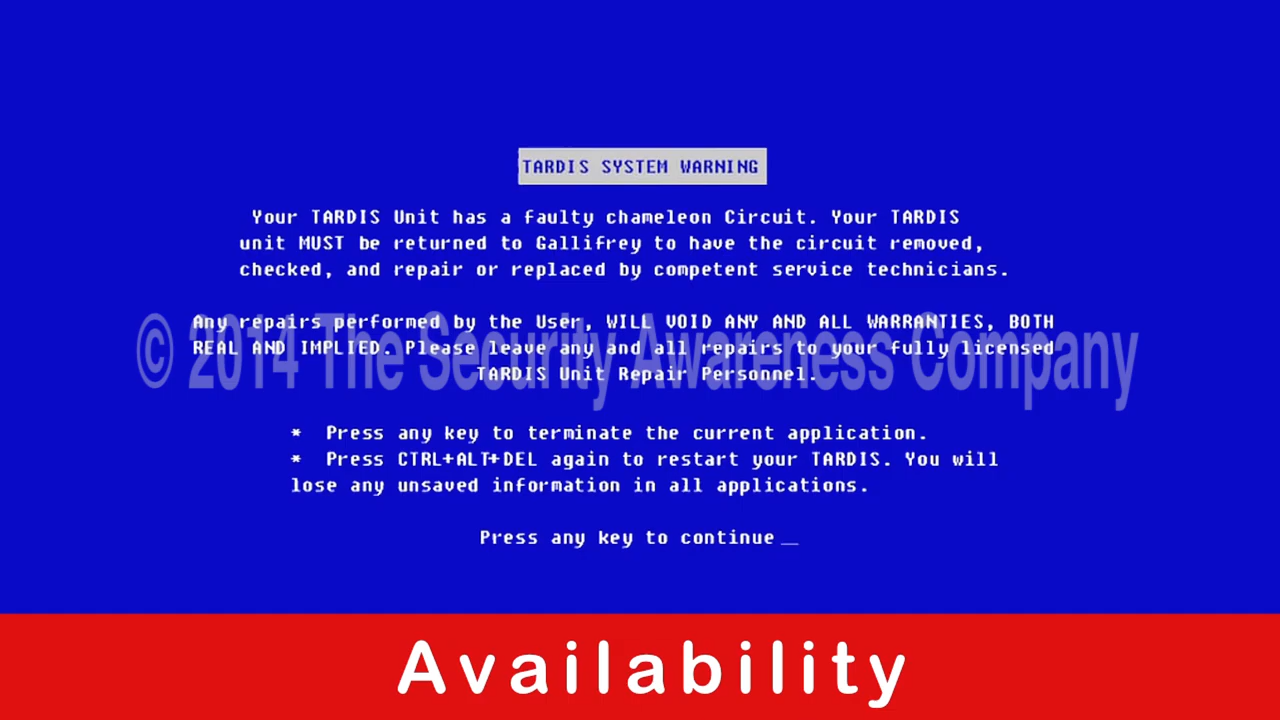 TARDIS SYSTEM WARNING
Your TARDIS Unit has a faulty chameleon Circuit. Your TARDIS
unit MUST be returned to Gallifrey to have the circuit removed,
checked, and repair or replaced by competent service technicians.
Any repairs performed by the User, WILL VOID ANY AND ALL WARRANTIES, BOTH
REAL AND IMPLIED. Please leave any and all repairs to your fully licensed
TARDIS Unit Repair Personnel.
© 2014 The Security Awareness Company
* Press any key to terminate the current application.
* Press CTRL+ALT+DEL again to restart your TARDIS. You will
lose any unsaved information in all applications.
Press any key to continue _
Availability